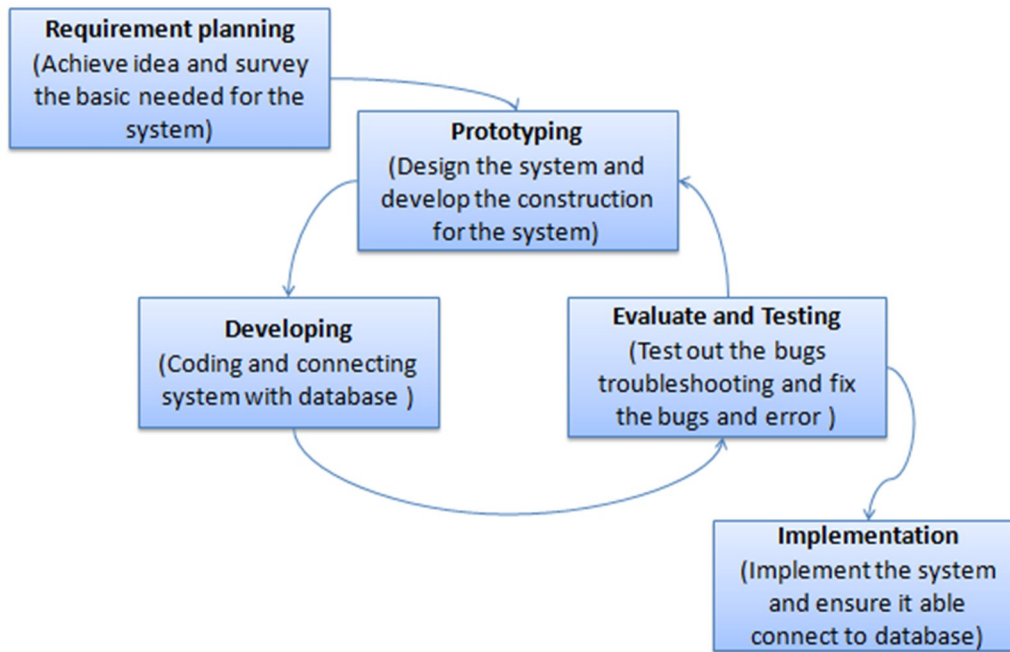 Requirement planning
(Achieve idea and survey
the basic needed for the
system)
Prototyping
(Design the system and
develop the construction
for the system)
Developing
(Coding and connecting
system with database )
Evaluate and Testing
(Test out the bugs
troubleshooting and fix
the bugs and error )
Implementation
(Implement the system
and ensure it able
connect to database)